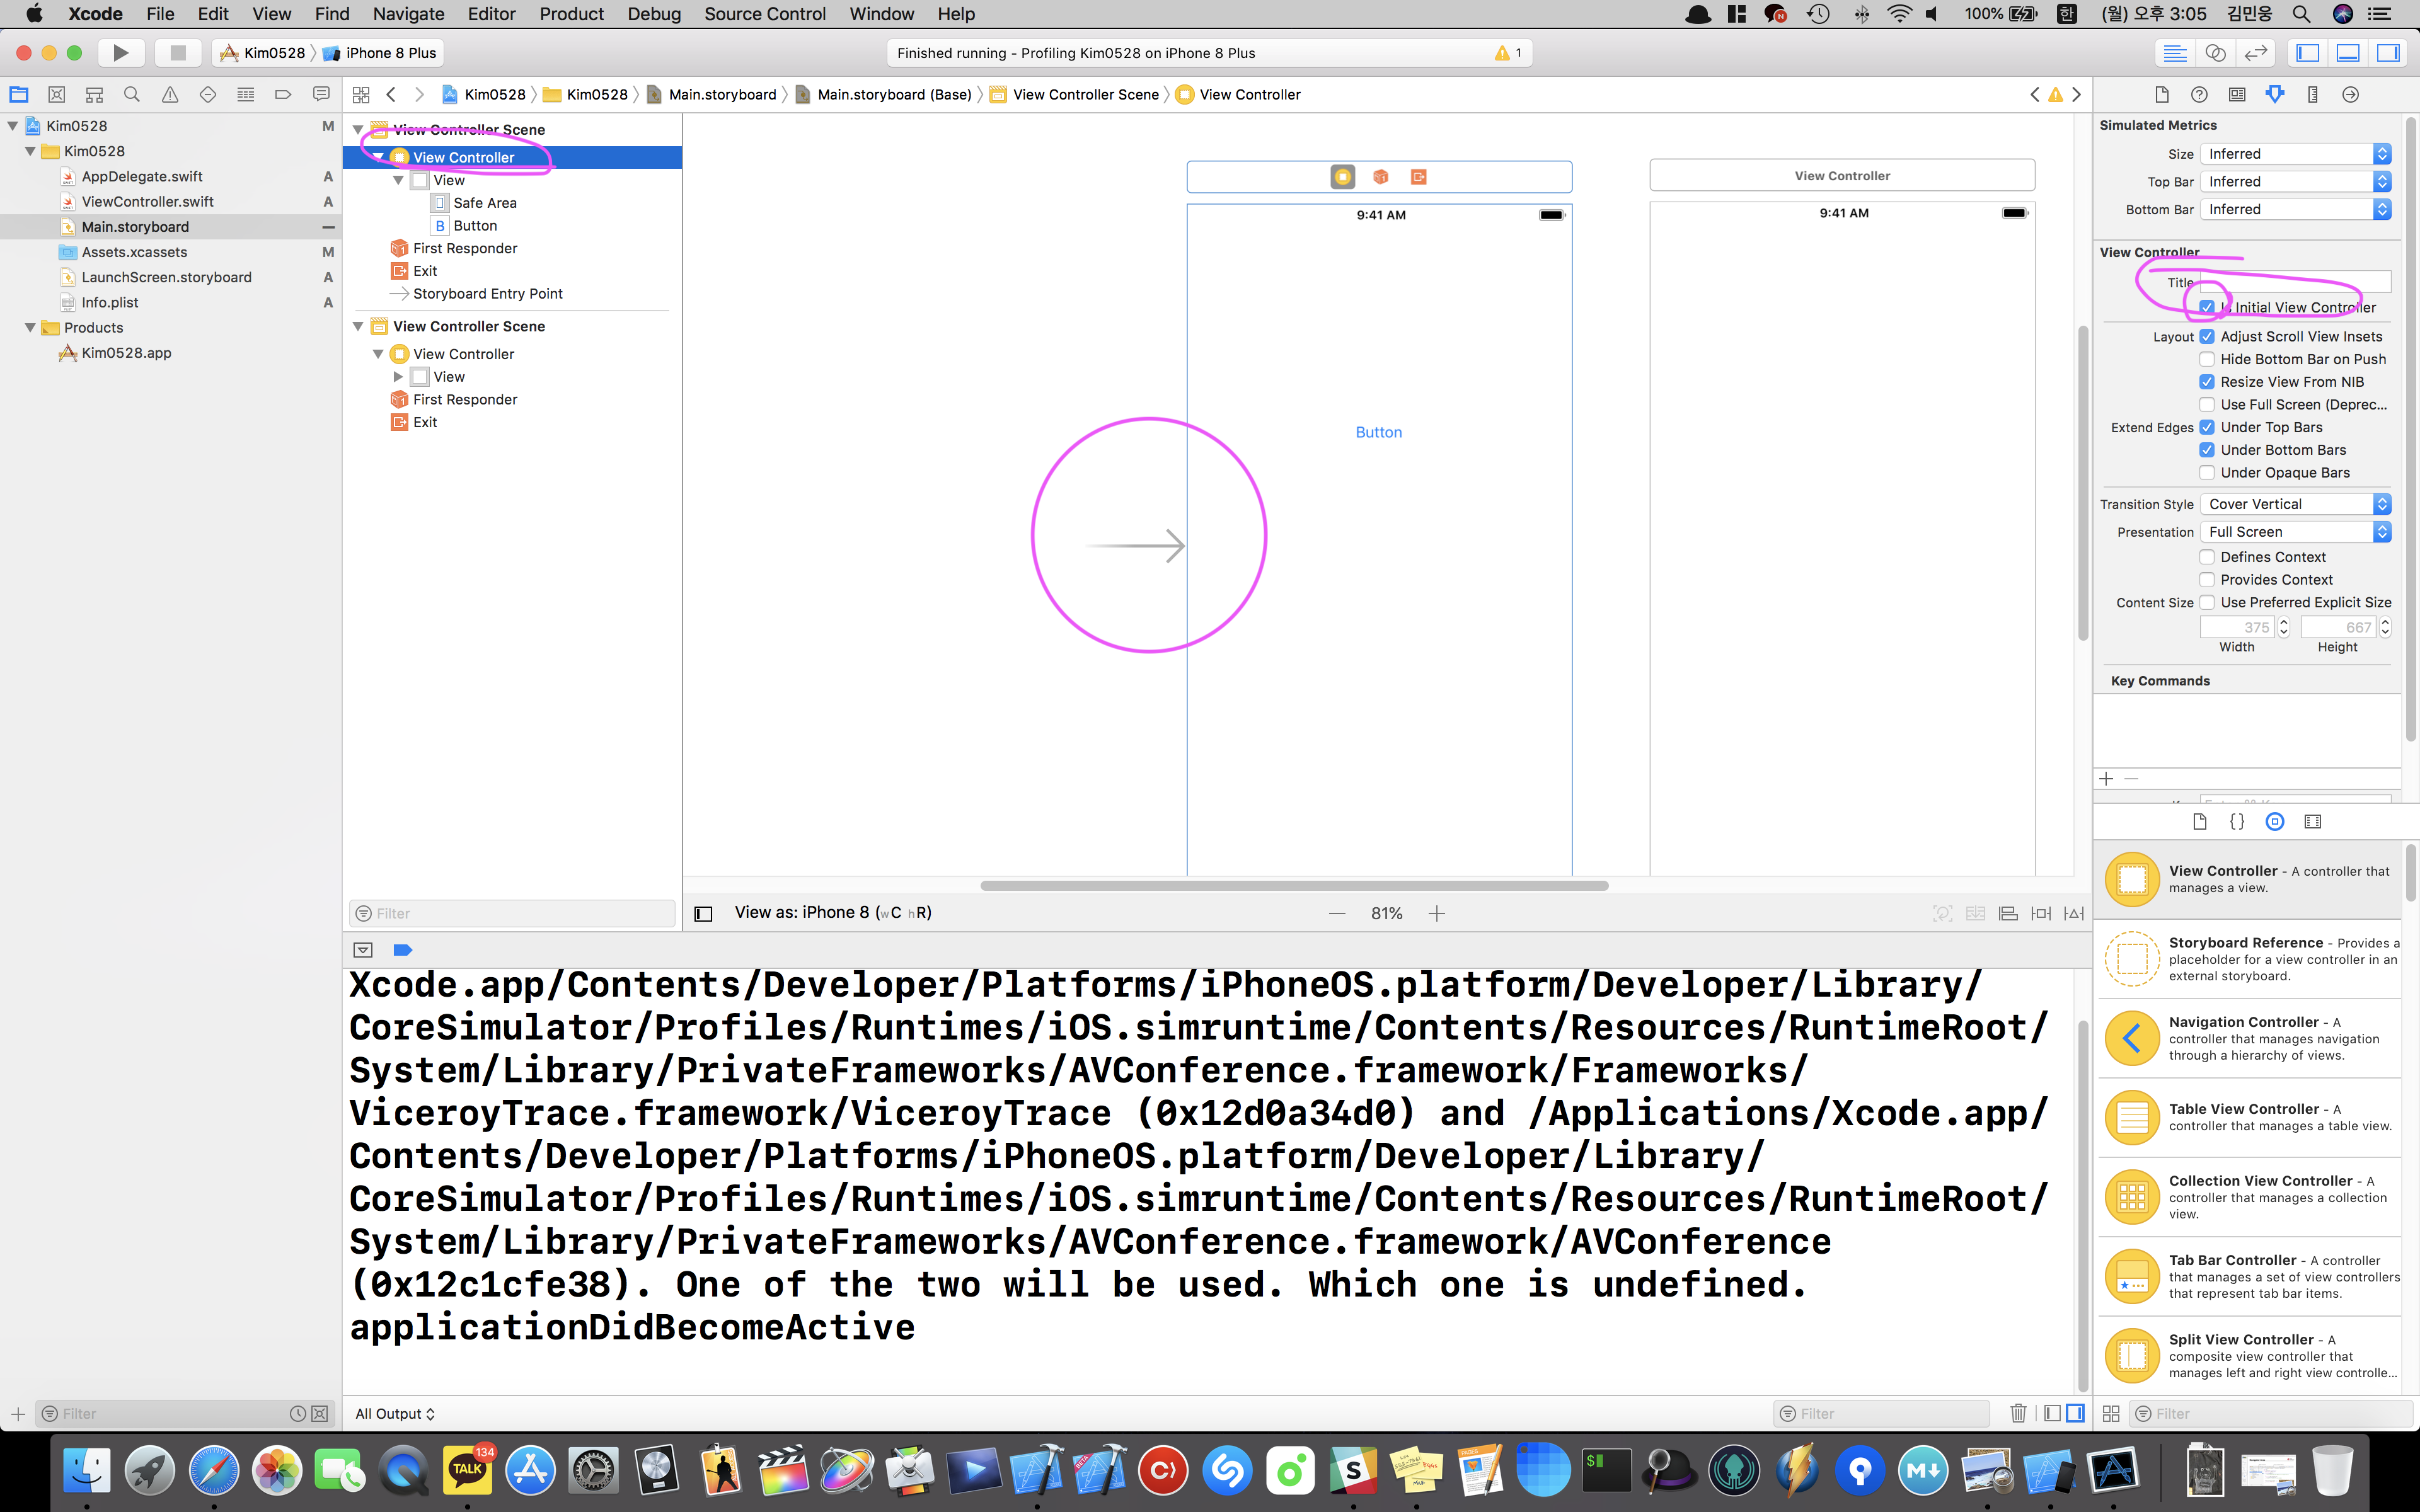 Xcode File Edit View Find Navigate Editor Product Debug Source Control Window Help 100% 한 (월) 오후 3:05 김민웅
Kim0528 iPhone 8 Plus Finished running - Profiling Kim0528 on iPhone 8 Plus 1
Kim0528 Kim0528 Main.storyboard Main.storyboard (Base) View Controller Scene View Controller
Kim0528 M
Kim0528
AppDelegate.swift A
ViewController.swift A
Main.storyboard
Assets.xcassets M
LaunchScreen.storyboard A
Info.plist A
Products
Kim0528.app
Filter
View Controller Scene
View Controller
View
Safe Area
B Button
First Responder
Exit
Storyboard Entry Point
View Controller Scene
View Controller
View
First Responder
Exit
Filter
9:41 AM
Button
View Controller
9:41 AM
View as: iPhone 8 (wC hR) — 81% +
Simulated Metrics
Size Inferred
Top Bar Inferred
Bottom Bar Inferred
View Controller
Title
Is Initial View Controller
Layout Adjust Scroll View Insets
Hide Bottom Bar on Push
Resize View From NIB
Use Full Screen (Deprec...
Extend Edges Under Top Bars
Under Bottom Bars
Under Opaque Bars
Transition Style Cover Vertical
Presentation Full Screen
Defines Context
Provides Context
Content Size Use Preferred Explicit Size
375 667
Width Height
Key Commands
Xcode.app/Contents/Developer/Platforms/iPhoneOS.platform/Developer/Library/
CoreSimulator/Profiles/Runtimes/iOS.simruntime/Contents/Resources/RuntimeRoot/
System/Library/PrivateFrameworks/AVConference.framework/Frameworks/
ViceroyTrace.framework/ViceroyTrace (0x12d0a34d0) and /Applications/Xcode.app/
Contents/Developer/Platforms/iPhoneOS.platform/Developer/Library/
CoreSimulator/Profiles/Runtimes/iOS.simruntime/Contents/Resources/RuntimeRoot/
System/Library/PrivateFrameworks/AVConference.framework/AVConference
(0x12c1cfe38). One of the two will be used. Which one is undefined.
applicationDidBecomeActive
All Output
Filter
View Controller - A controller that
manages a view.
Storyboard Reference - Provides a
placeholder for a view controller in an
external storyboard.
Navigation Controller - A
controller that manages navigation
through a hierarchy of views.
Table View Controller - A
controller that manages a table view.
Collection View Controller - A
controller that manages a collection
view.
Tab Bar Controller - A controller
that manages a set of view controllers
that represent tab bar items.
Split View Controller - A
composite view controller that
manages left and right view controlle...
Filter
TALK 134
BETA
S
PAGES
$
M